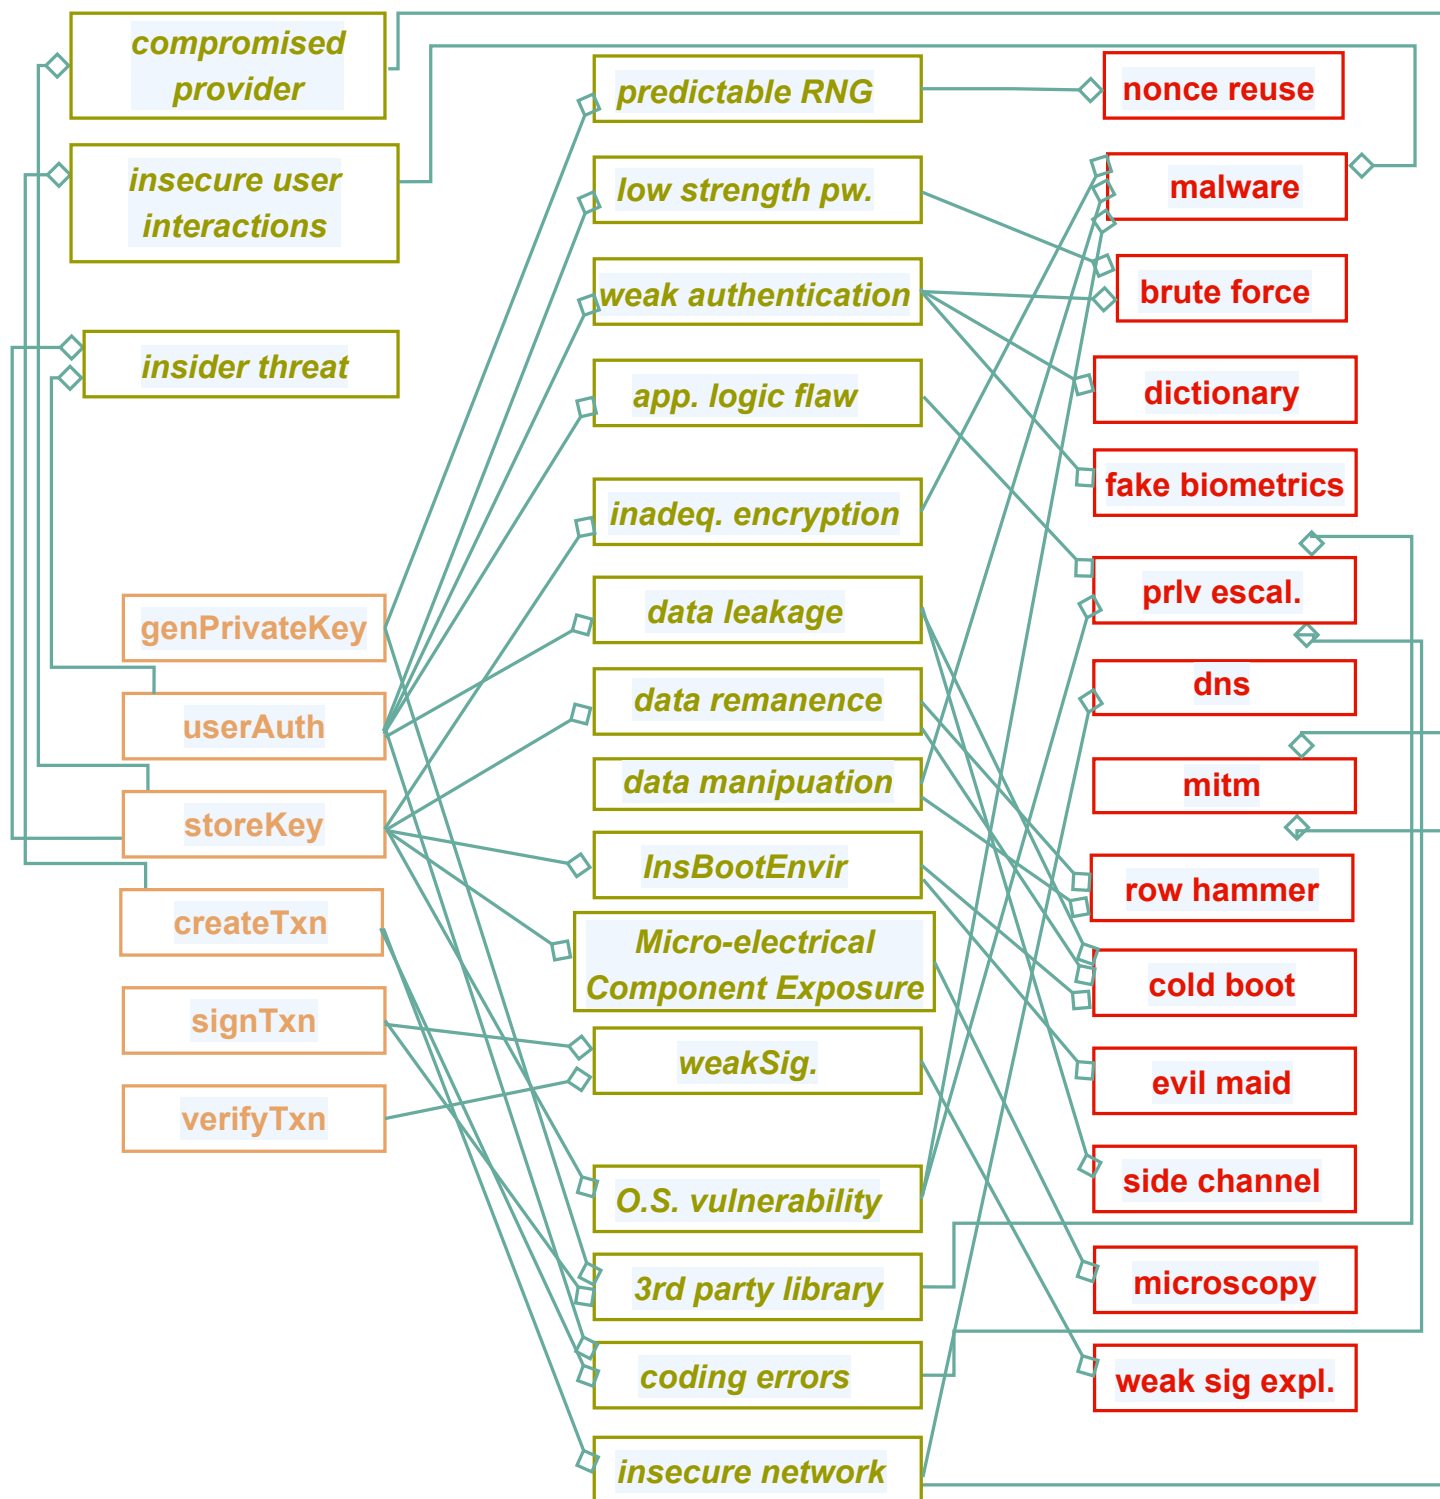 compromised
provider
insecure user
interactions
insider threat
genPrivateKey
userAuth
storeKey
createTxn
signTxn
verifyTxn
predictable RNG
low strength pw.
weak authentication
app. logic flaw
inadeq. encryption
data leakage
data remanence
data manipuation
InsBootEnvir
Micro-electrical
Component Exposure
weakSig.
O.S. vulnerability
3rd party library
coding errors
insecure network
nonce reuse
malware
brute force
dictionary
fake biometrics
prlv escal.
dns
mitm
row hammer
cold boot
evil maid
side channel
microscopy
weak sig expl.